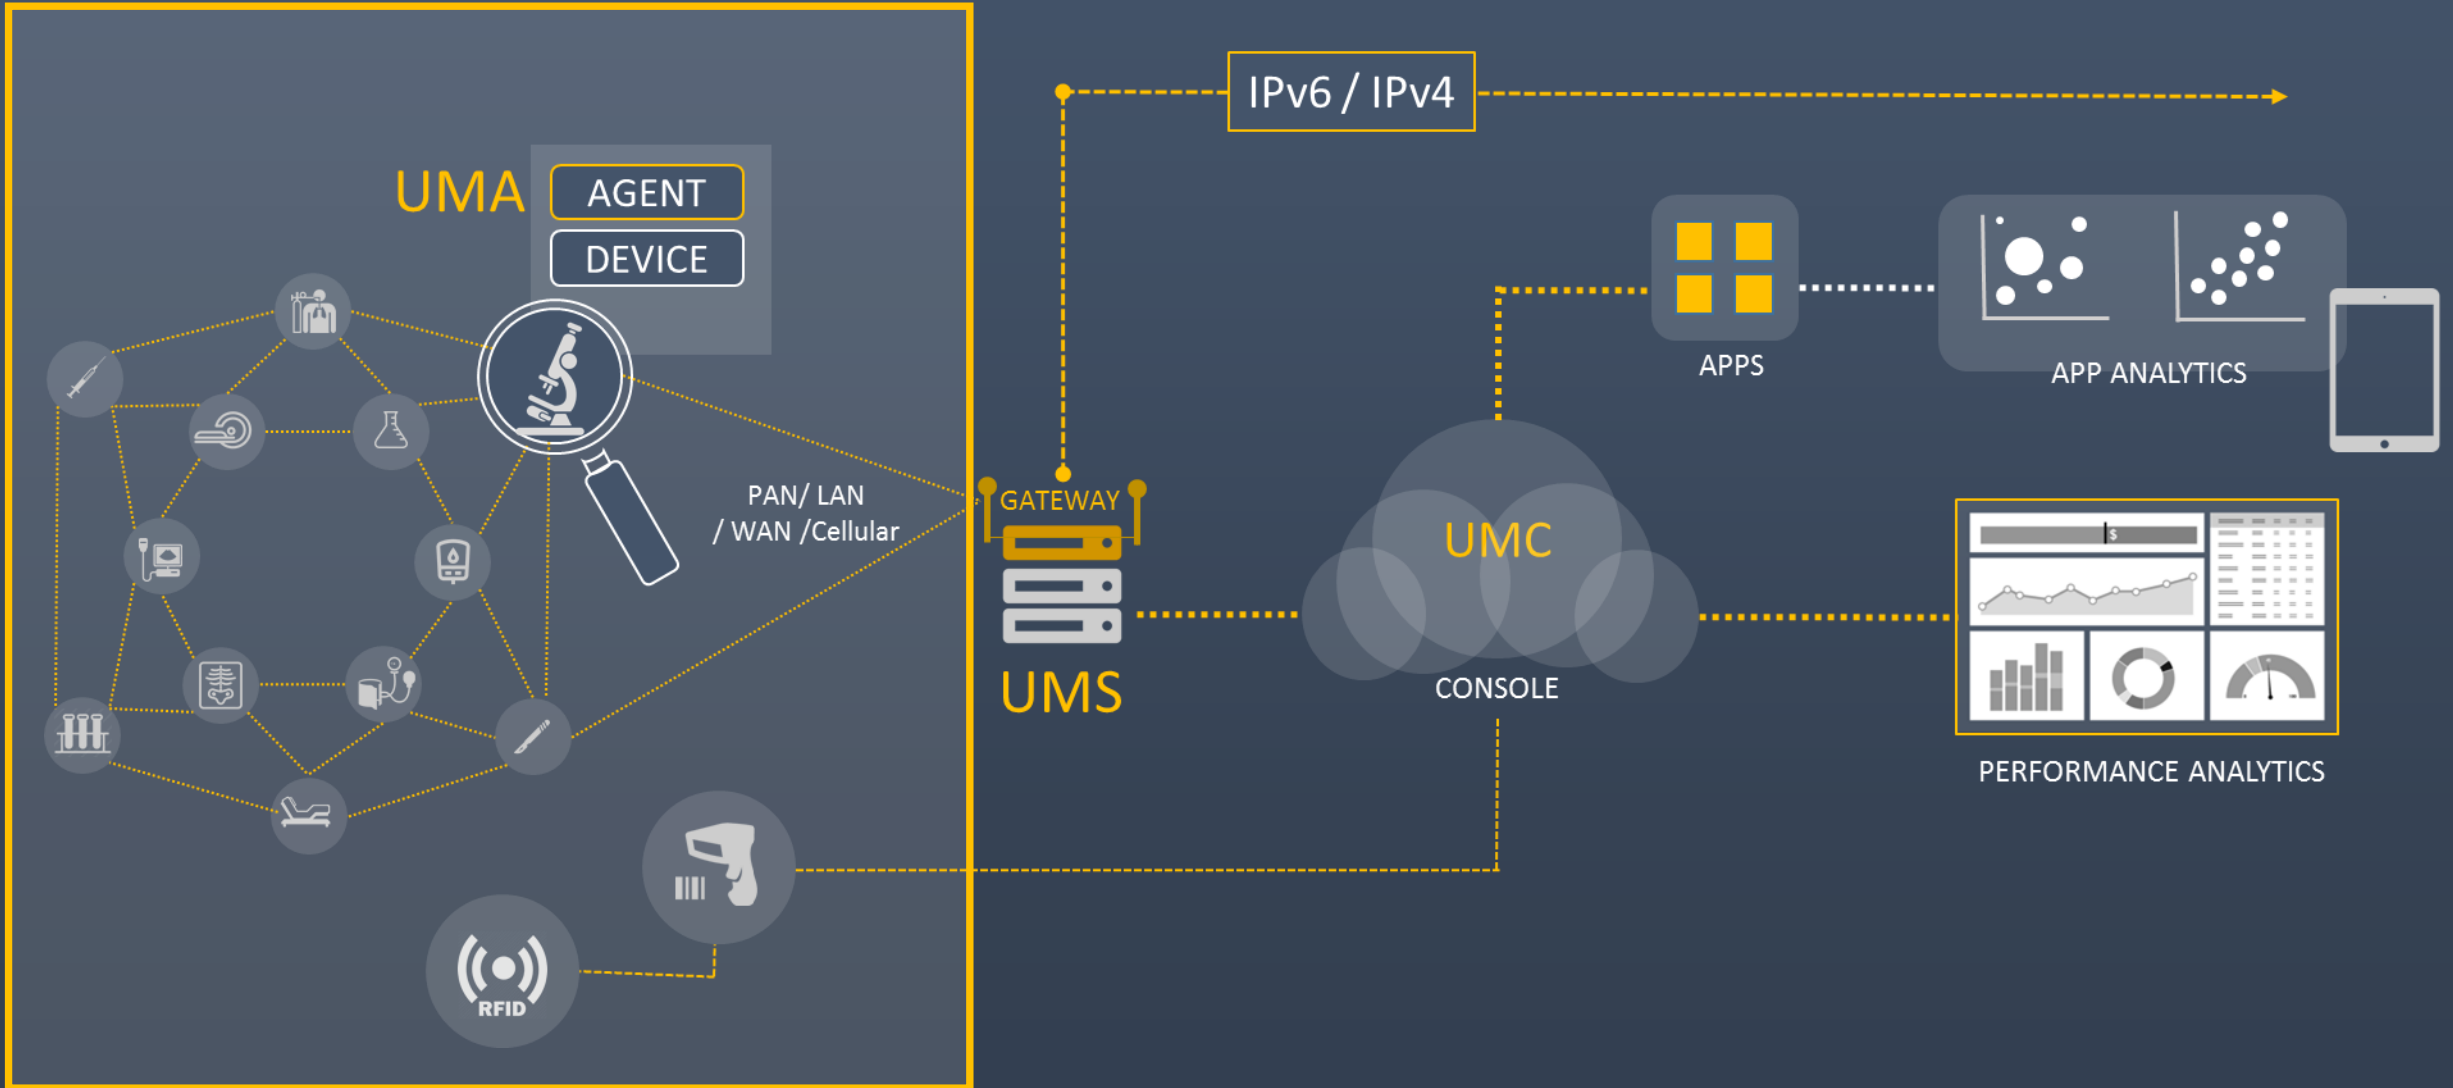 IPv6 / IPv4
UMA
AGENT
DEVICE
APPS
APP ANALYTICS
PAN/ LAN
/ WAN /Cellular
GATEWAY
UMS
UMC
CONSOLE
$
PERFORMANCE ANALYTICS
RFID